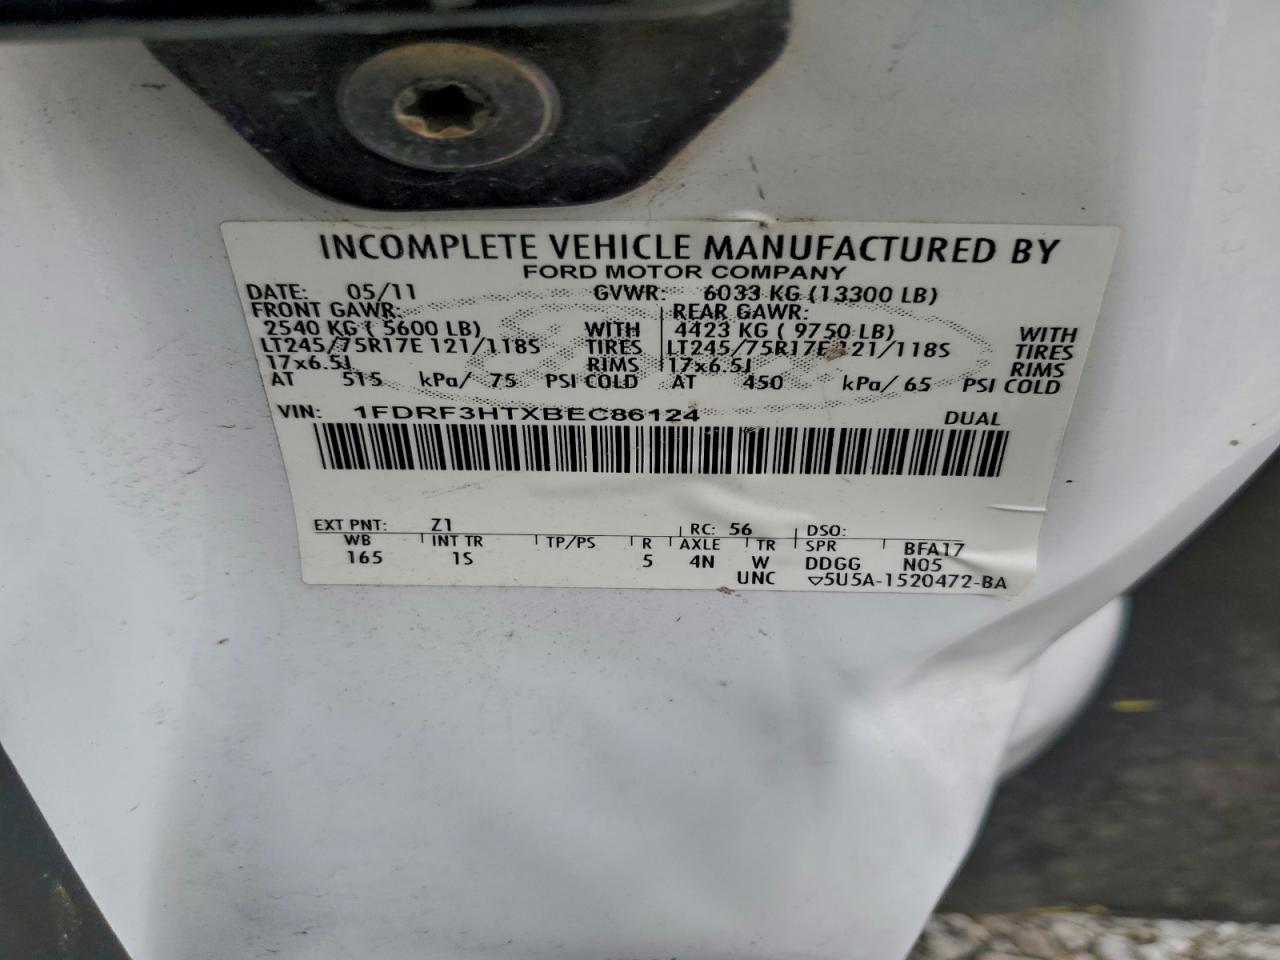 INCOMPLETE VEHICLE MANUFACTURED BY
FORD MOTOR COMPANY
DATE: 05/11 GVWR: 6033 KG (13300 LB)
FRONT GAWR: REAR GAWR:
2540 KG ( 5600 LB) WITH 4423 KG ( 9750 LB) WITH
LT245/75R17E 121/118S TIRES LT245/75R17E 121/118S TIRES
17x6.5J RIMS 17x6.5J RIMS
AT 515 kPa/ 75 PSI COLD AT 450 kPa/ 65 PSI COLD
VIN: 1FDRF3HTXBEC86124 DUAL
EXT PNT: Z1 RC: 56 DSO:
WB INT TR TP/PS R AXLE TR SPR BFA17
165 1S 5 4N W DDGG N05
UNC ▽5U5A-1520472-BA